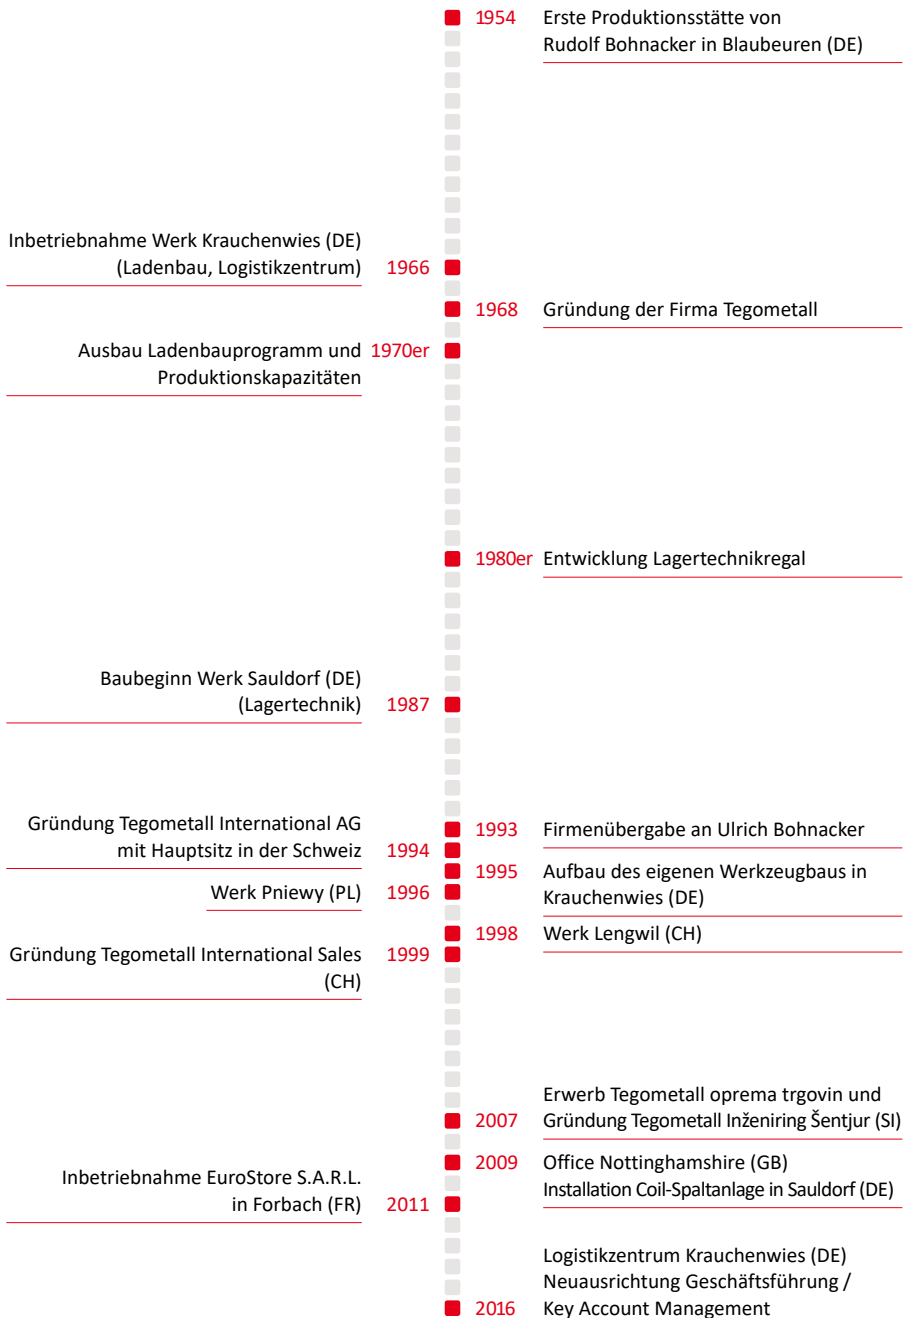 1954 Erste Produktionsstätte von
Rudolf Bohnacker in Blaubeuren (DE)
Inbetriebnahme Werk Krauchenwies (DE)
(Ladenbau, Logistikzentrum) 1966
1968 Gründung der Firma Tegometall
Ausbau Ladenbauprogramm und 1970er
Produktionskapazitäten
1980er Entwicklung Lagertechnikregal
Baubeginn Werk Sauldorf (DE)
(Lagertechnik) 1987
1993 Firmenübergabe an Ulrich Bohnacker
Gründung Tegometall International AG
mit Hauptsitz in der Schweiz 1994
1995 Aufbau des eigenen Werkzeugbaus in
Krauchenwies (DE)
Werk Pniewy (PL) 1996
1998 Werk Lengwil (CH)
Gründung Tegometall International Sales 1999
(CH)
Erwerb Tegometall oprema trgovin und
2007 Gründung Tegometall Inženiring Šentjur (SI)
2009 Office Nottinghamshire (GB)
Installation Coil-Spaltanlage in Sauldorf (DE)
Inbetriebnahme EuroStore S.A.R.L.
in Forbach (FR) 2011
Logistikzentrum Krauchenwies (DE)
Neuausrichtung Geschäftsführung /
2016 Key Account Management